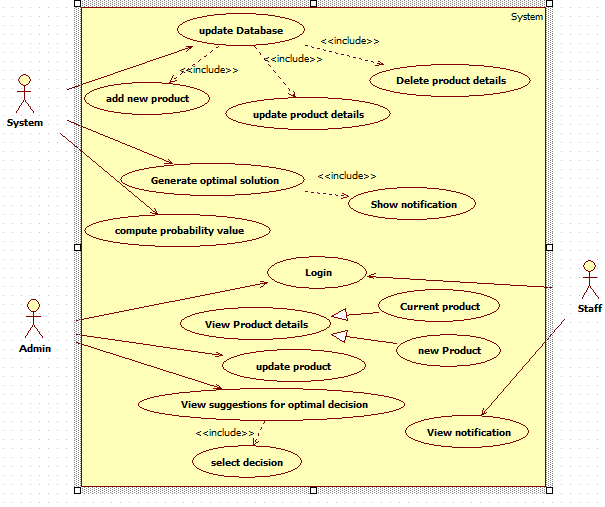 System
update Database
<<include>>
<<include>>
<<include>>
Delete product details
add new product
update product details
System
Generate optimal solution
<<include>>
Show notification
compute probability value
Login
Current product
View Product details
Staff
Admin
new Product
update product
View suggestions for optimal decision
<<include>>
View notification
select decision